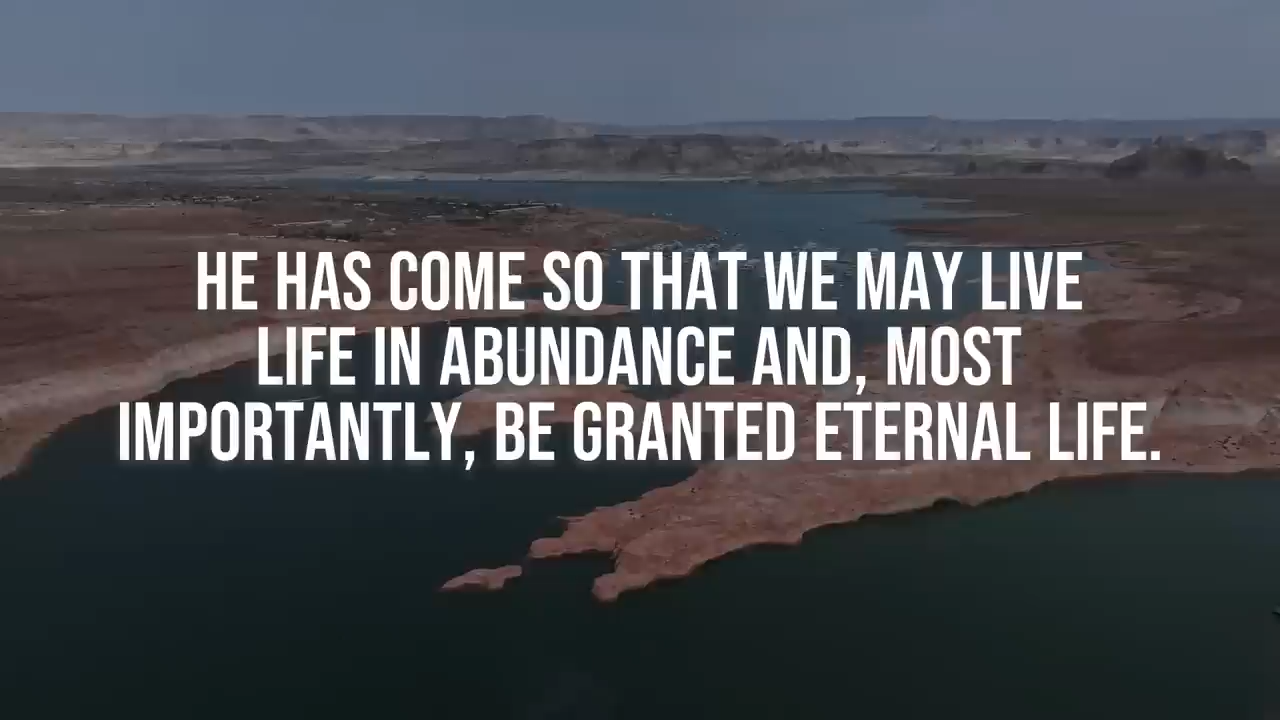 HE HAS COME SO THAT WE MAY LIVE
LIFE IN ABUNDANCE AND, MOST
IMPORTANTLY, BE GRANTED ETERNAL LIFE.